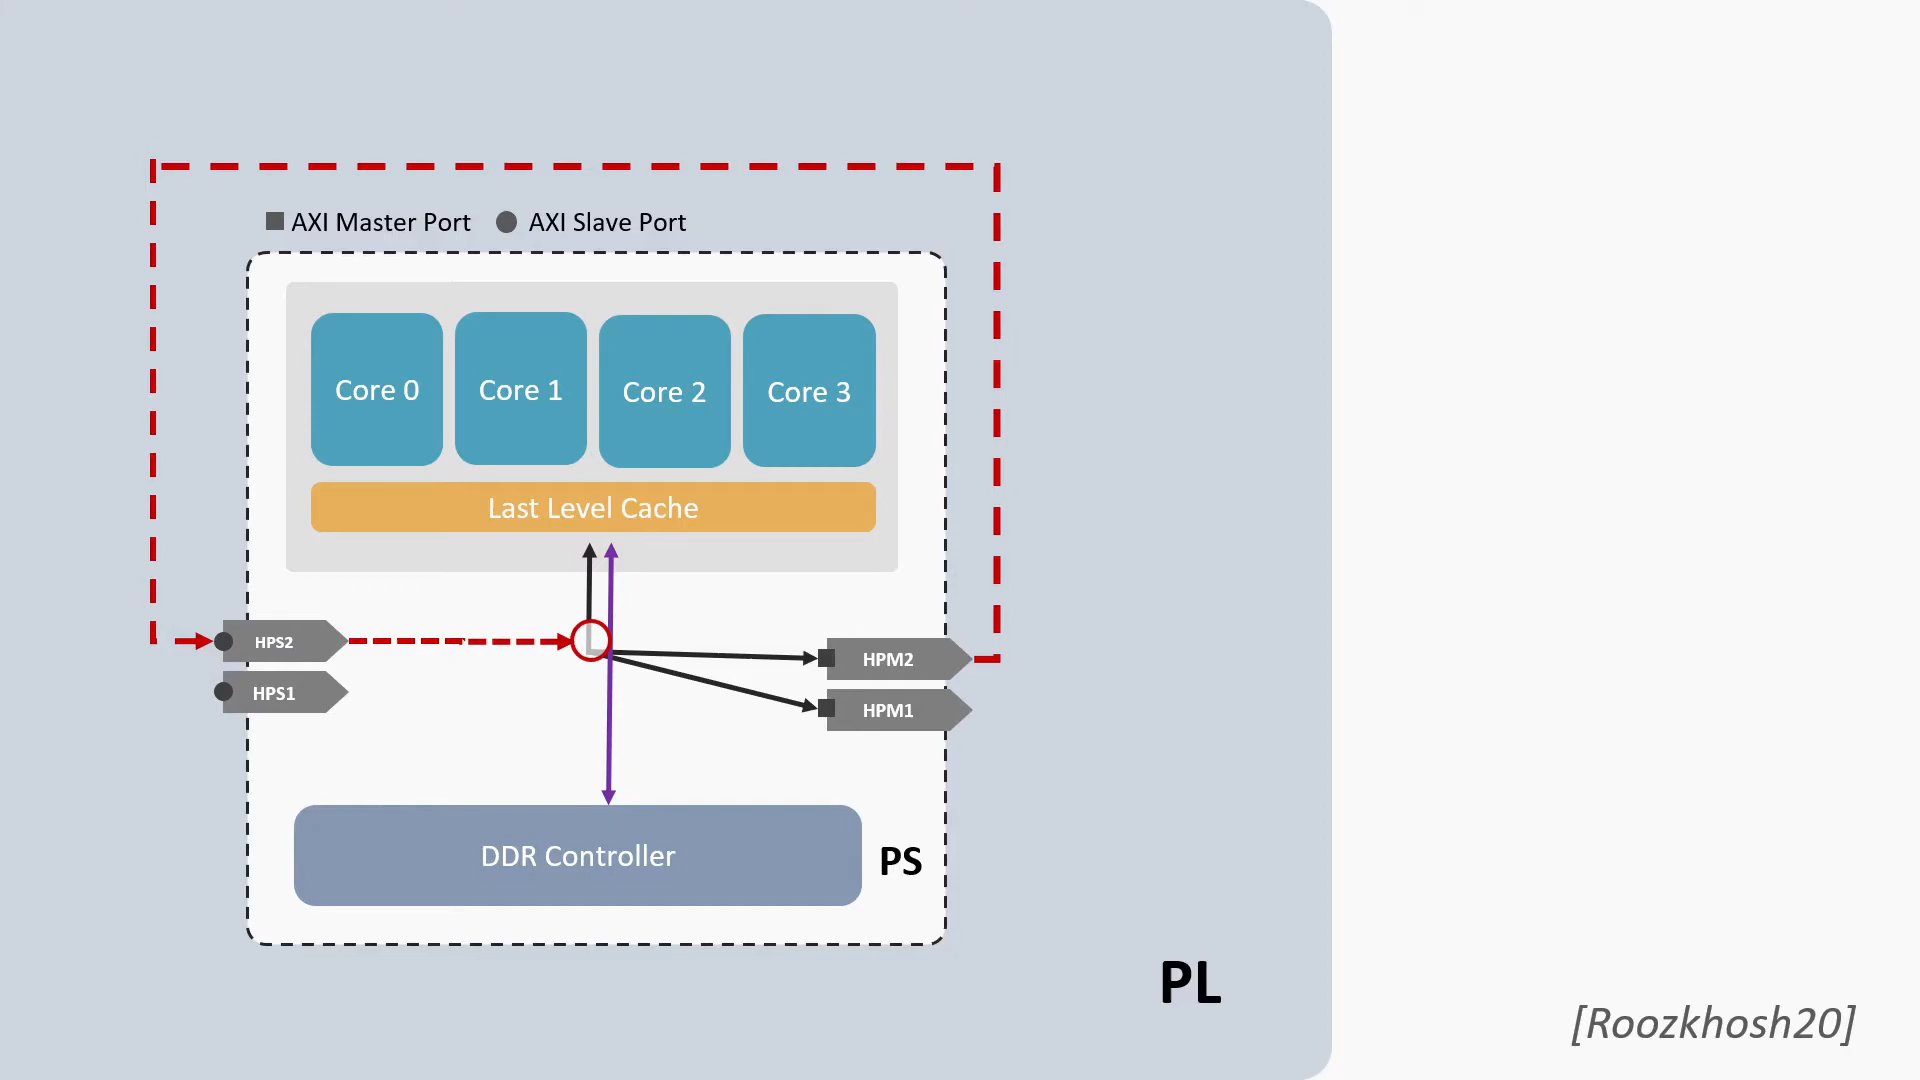 AXI Master Port AXI Slave Port
Core 0 Core 1 Core 2 Core 3
Last Level Cache
HPS2
HPM2
HPS1
HPM1
DDR Controller
PS
PL
[Roozkhosh20]